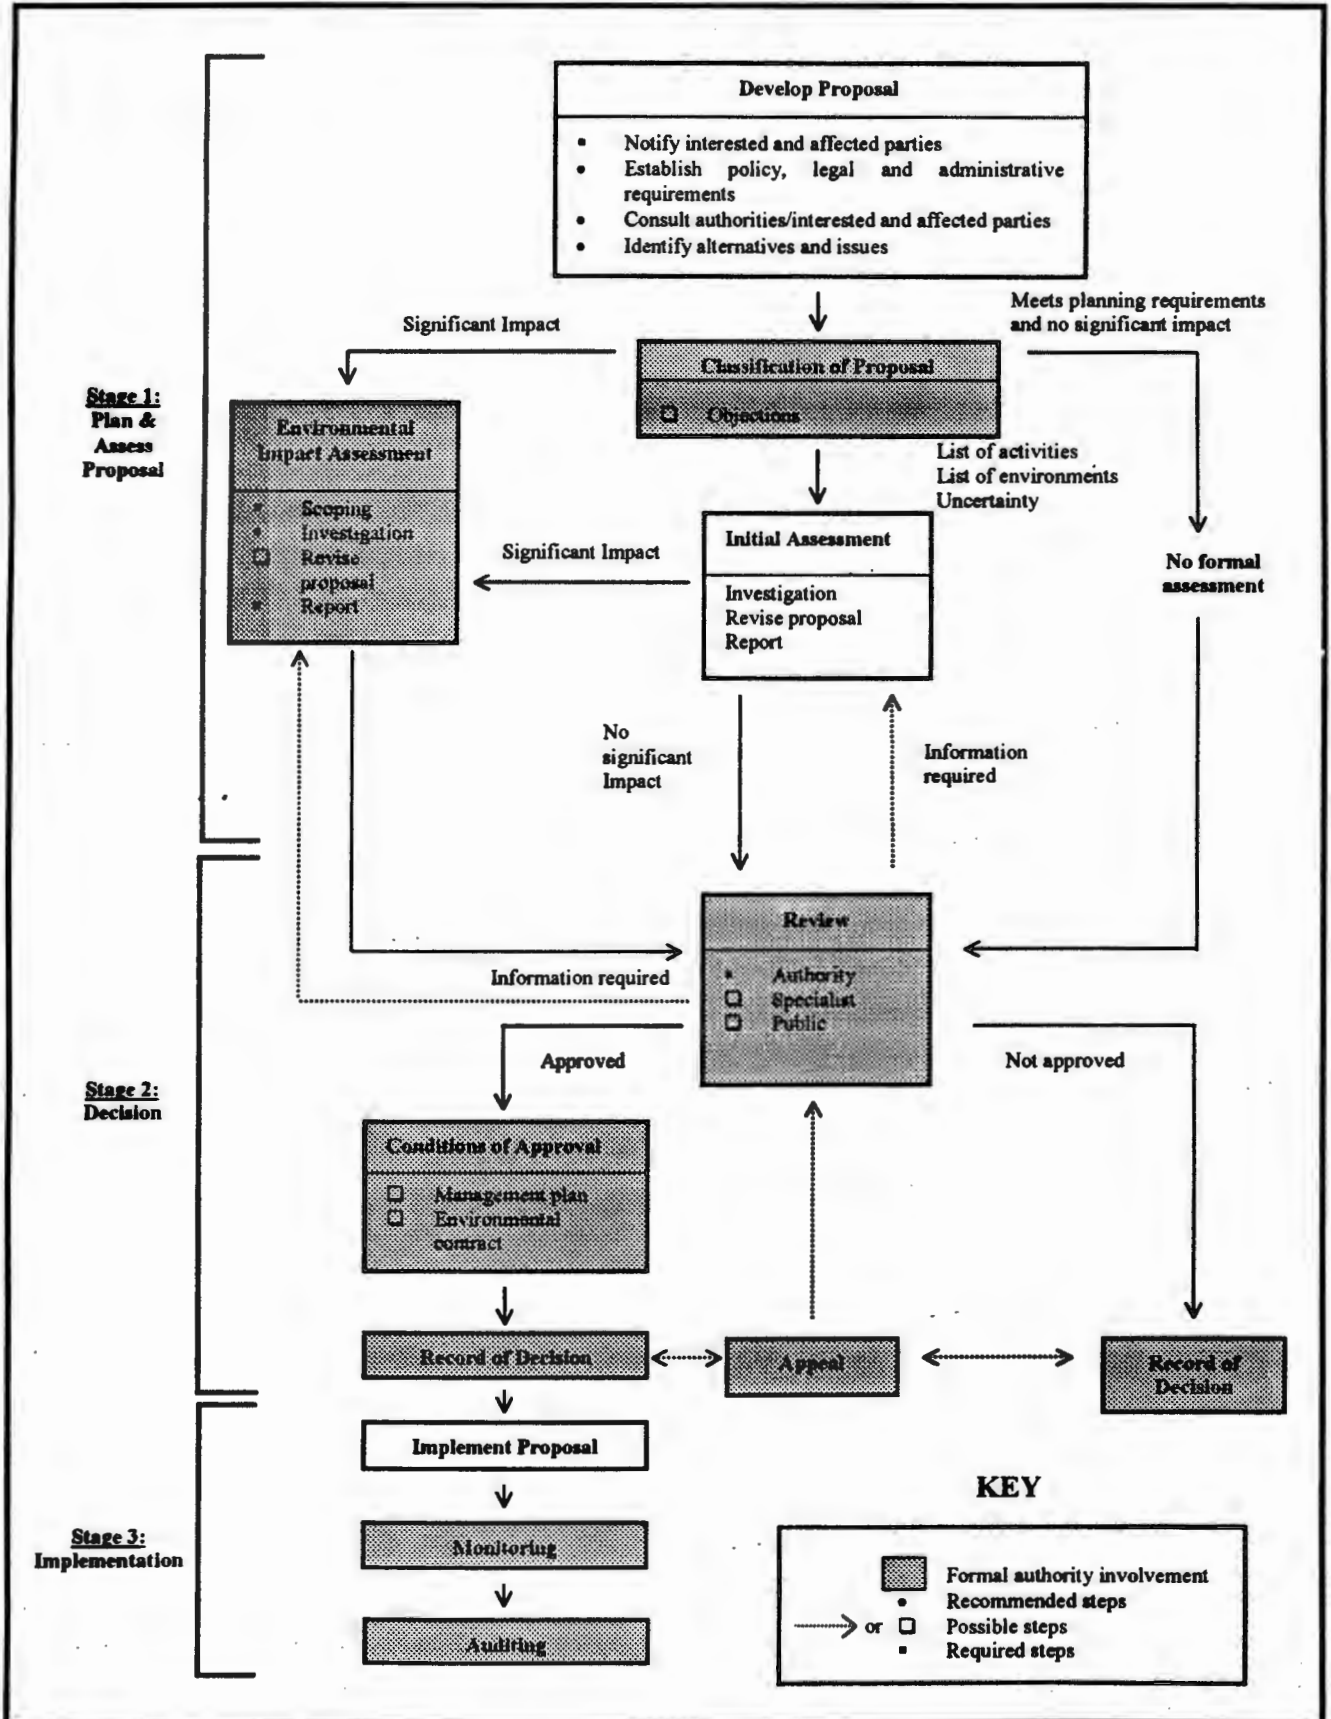 Develop Proposal
▪ Notify interested and affected parties
• Establish policy, legal and administrative
requirements
• Consult authorities/interested and affected parties
• Identify alternatives and issues
Meets planning requirements
and no significant impact
Significant Impact
Classification of Proposal
❑ Objections
Stage 1:
Plan &
Assess
Proposal
Environmental
Impact Assessment
▪ Scoping
• Investigation
❑ Revise
proposal
▪ Report
List of activities
List of environments
Uncertainty
Initial Assessment
Investigation
Revise proposal
Report
Significant Impact
No formal
assessment
No
significant
Impact
Information
required
Review
▪ Authority
❑ Specialist
❑ Public
Information required
Approved
Not approved
Stage 2:
Decision
Conditions of Approval
❑ Management plan
❑ Environmental
contract
Record of Decision
Appeal
Record of
Decision
Implement Proposal
Stage 3:
Implementation
Monitoring
Auditing
KEY
Formal authority involvement
• Recommended steps
or ❑ Possible steps
▪ Required steps